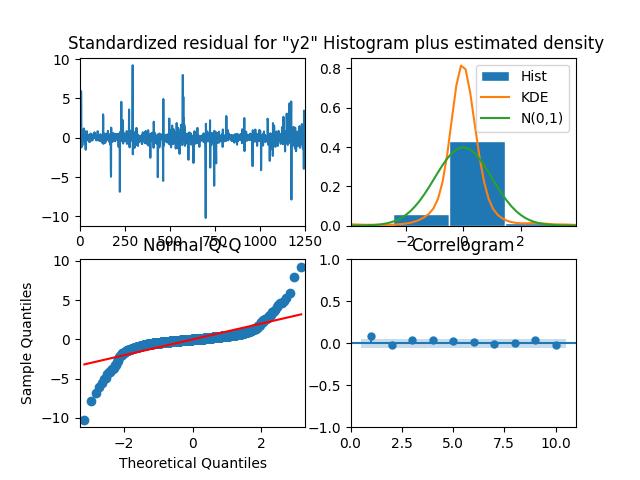 Standardized residual for "y2"
10
5
0
−5
−10
0 250 500 750 1000 1250
Histogram plus estimated density
0.8
0.6
0.4
0.2
0.0
−2 0 2
Hist
KDE
N(0,1)
Normal Q-Q
Sample Quantiles
10
5
0
−5
−10
−2 0 2
Theoretical Quantiles
Correlogram
1.0
0.5
0.0
−0.5
−1.0
0.0 2.5 5.0 7.5 10.0